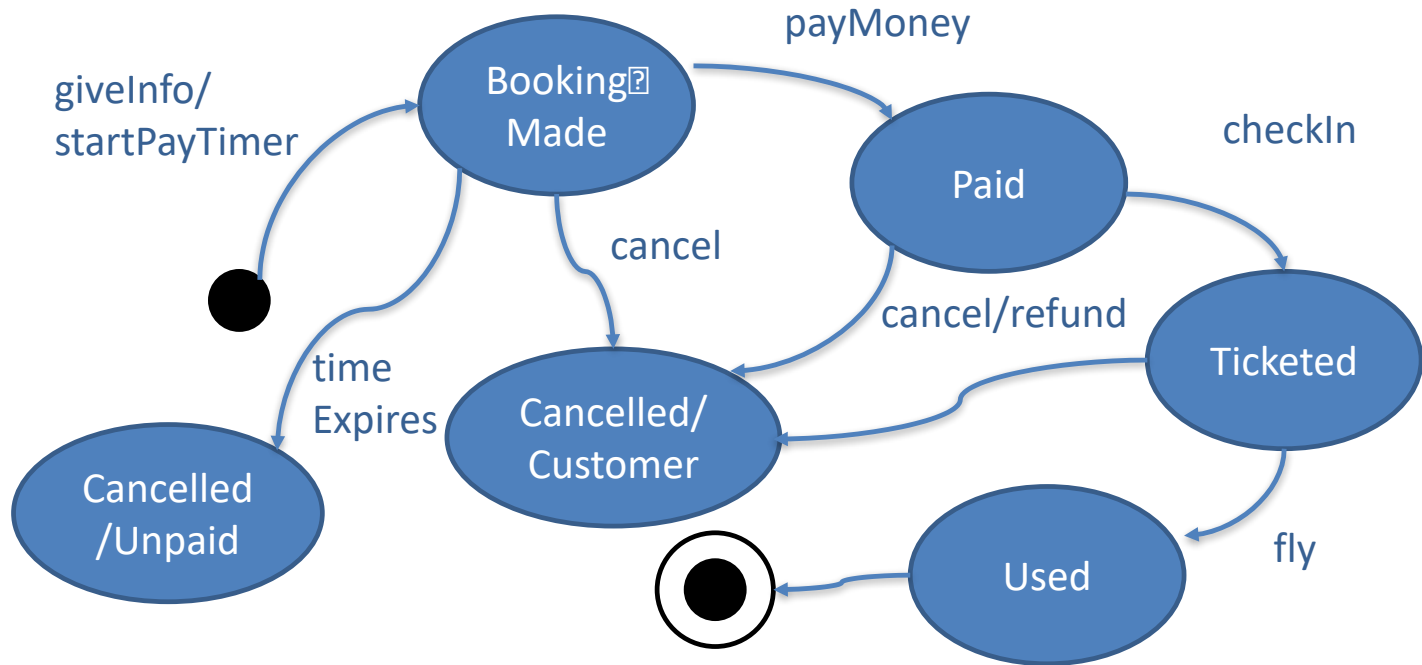 payMoney
giveInfo/
startPayTimer
Booking⍰
Made
checkIn
Paid
cancel
cancel/refund
Ticketed
time
Expires
Cancelled/
Customer
Cancelled
/Unpaid
fly
Used